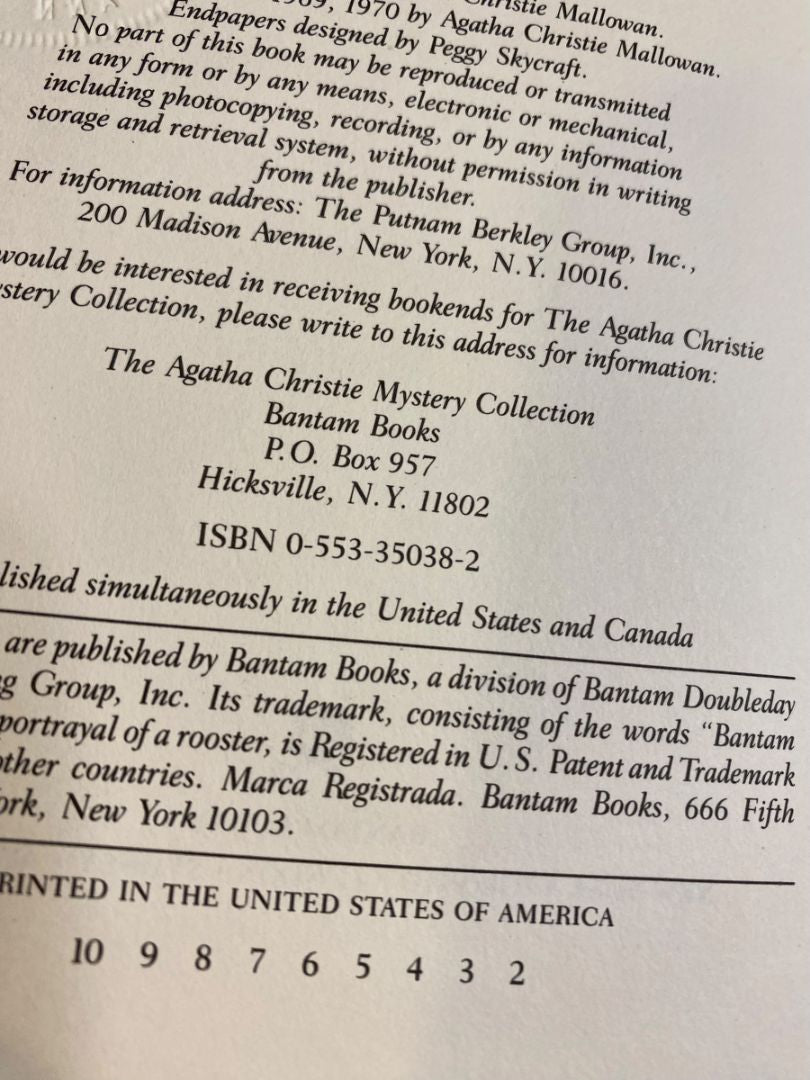 Christie Mallowan.
1969, 1970 by Agatha Christie Mallowan.
Endpapers designed by Peggy Skycraft.
No part of this book may be reproduced or transmitted
in any form or by any means, electronic or mechanical,
including photocopying, recording, or by any information
storage and retrieval system, without permission in writing
from the publisher.
For information address: The Putnam Berkley Group, Inc.,
200 Madison Avenue, New York, N.Y. 10016.
would be interested in receiving bookends for The Agatha Christie
stery Collection, please write to this address for information:
The Agatha Christie Mystery Collection
Bantam Books
P.O. Box 957
Hicksville, N.Y. 11802
ISBN 0-553-35038-2
lished simultaneously in the United States and Canada
are published by Bantam Books, a division of Bantam Doubleday
g Group, Inc. Its trademark, consisting of the words "Bantam
portrayal of a rooster, is Registered in U.S. Patent and Trademark
other countries. Marca Registrada. Bantam Books, 666 Fifth
ork, New York 10103.
RINTED IN THE UNITED STATES OF AMERICA
10 9 8 7 6 5 4 3 2